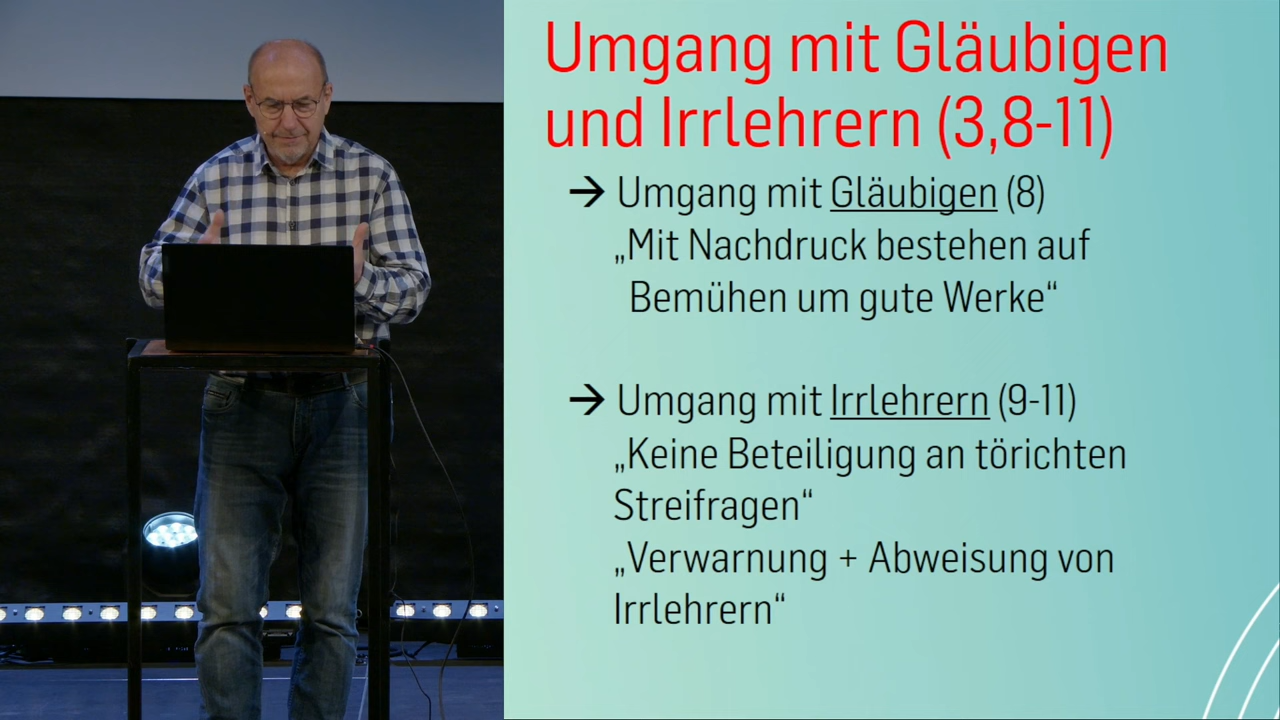 Umgang mit Gläubigen
und Irrlehrern (3,8-11)
→ Umgang mit Gläubigen (8)
„Mit Nachdruck bestehen auf
Bemühen um gute Werke“
→ Umgang mit Irrlehrern (9-11)
„Keine Beteiligung an törichten
Streifragen“
„Verwarnung + Abweisung von
Irrlehrern“